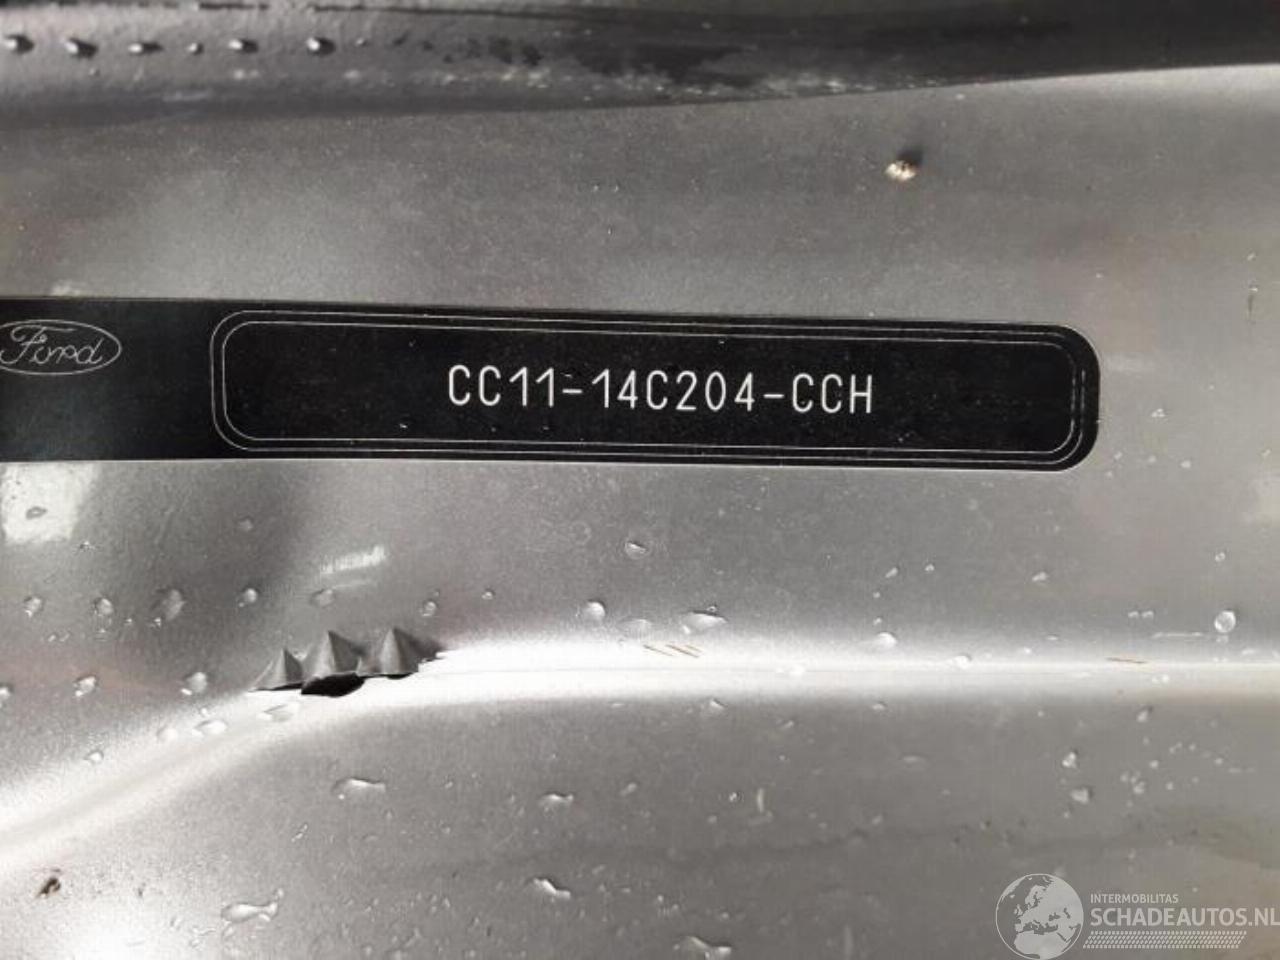 Ford
CC11-14C204-CCH
INTERMOBILITAS
SCHADEAUTOS.NL